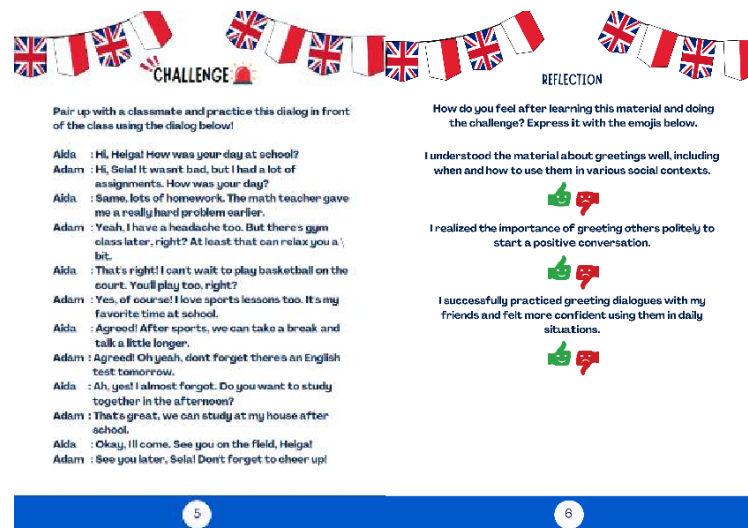 CHALLENGE
Pair up with a classmate and practice this dialog in front
of the class using the dialog below!
Aida : Hi, Helga! How was your day at school?
Adam : Hi, Sela! It wasnt bad, but I had a lot of
assignments. How was your day?
Aida : Same, lots of homework. The math teacher gave
me a really hard problem earlier.
Adam : Yeah, I have a headache too. But there's gym
class later, right? At least that can relax you a \
bit.
Aida : That's right! I can't wait to play basketball on the
court. Youll play too, right?
Adam : Yes, of course! I love sports lessons too. It's my
favorite time at school.
Aida : Agreed! After sports, we can take a break and
talk a little longer.
Adam : Agreed! Oh yeah, dont forget there's an English
test tomorrow.
Aida : Ah, yes! I almost forgot. Do you want to study
together in the afternoon?
Adam : That's great, we can study at my house after
school.
Aida : Okay, Ill come. See you on the field, Helga!
Adam : See you later, Sela! Don't forget to cheer up!
5
REFLECTION
How do you feel after learning this material and doing
the challenge? Express it with the emojis below.
I understood the material about greetings well, including
when and how to use them in various social contexts.
I realized the importance of greeting others politely to
start a positive conversation.
I successfully practiced greeting dialogues with my
friends and felt more confident using them in daily
situations.
6